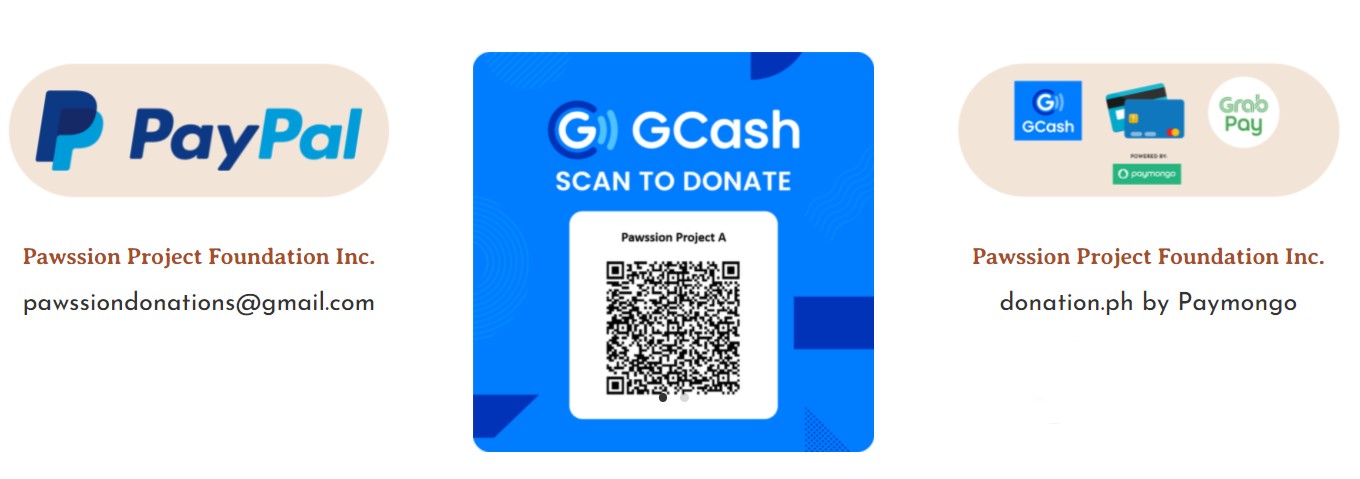 PayPal
Pawssion Project Foundation Inc.
pawssiondonations@gmail.com
G GCash
SCAN TO DONATE
Pawssion Project A
G
GCash
Grab
Pay
POWERED BY:
paymongo
Pawssion Project Foundation Inc.
donation.ph by Paymongo